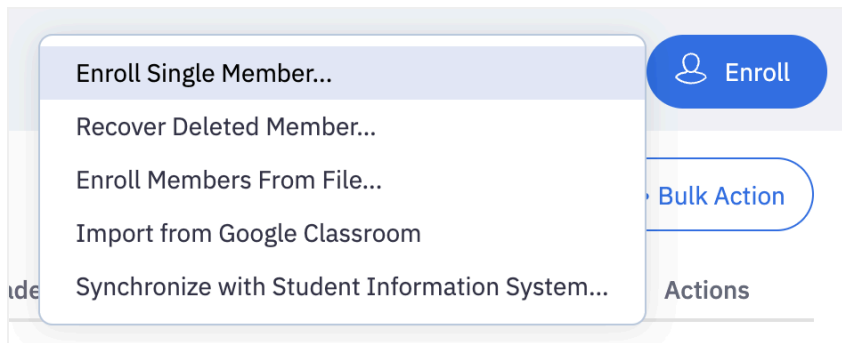 Enroll Single Member...
Enroll
Recover Deleted Member...
Enroll Members From File...
Bulk Action
Import from Google Classroom
Synchronize with Student Information System...
Actions